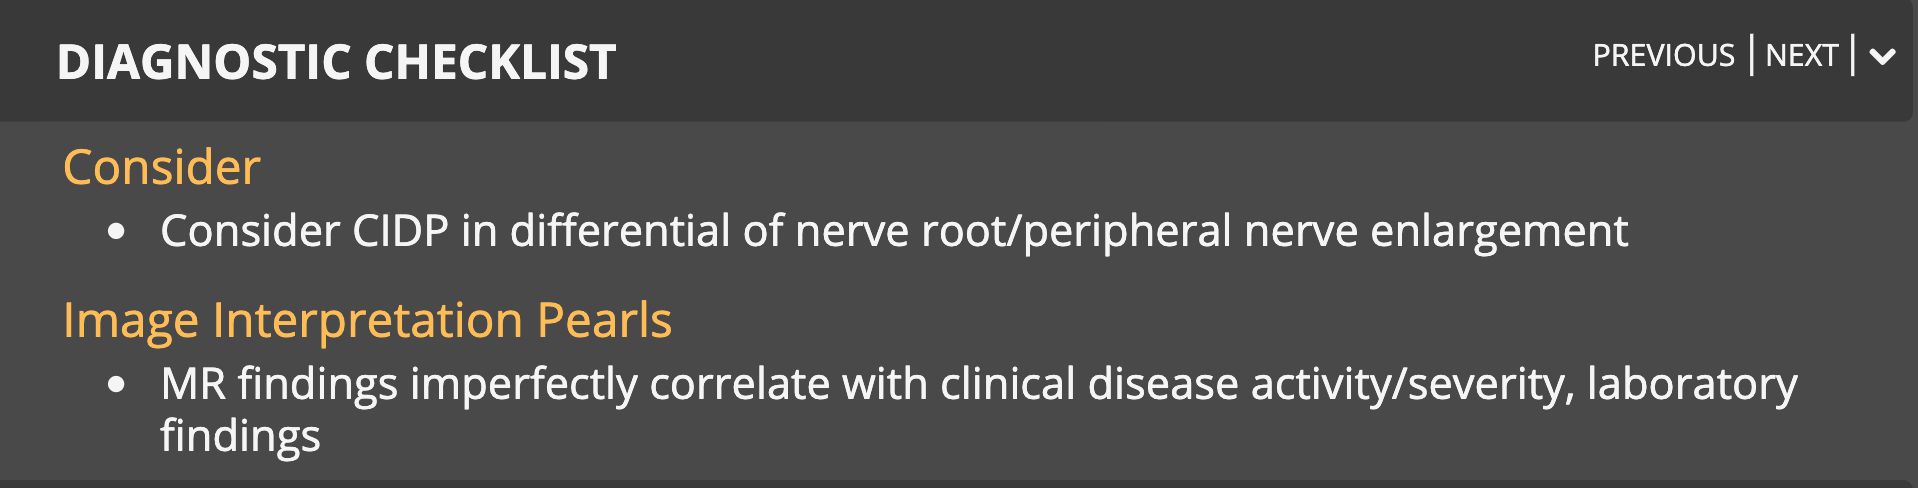 DIAGNOSTIC CHECKLIST
PREVIOUS | NEXT |
Consider
• Consider CIDP in differential of nerve root/peripheral nerve enlargement
Image Interpretation Pearls
• MR findings imperfectly correlate with clinical disease activity/severity, laboratory
findings